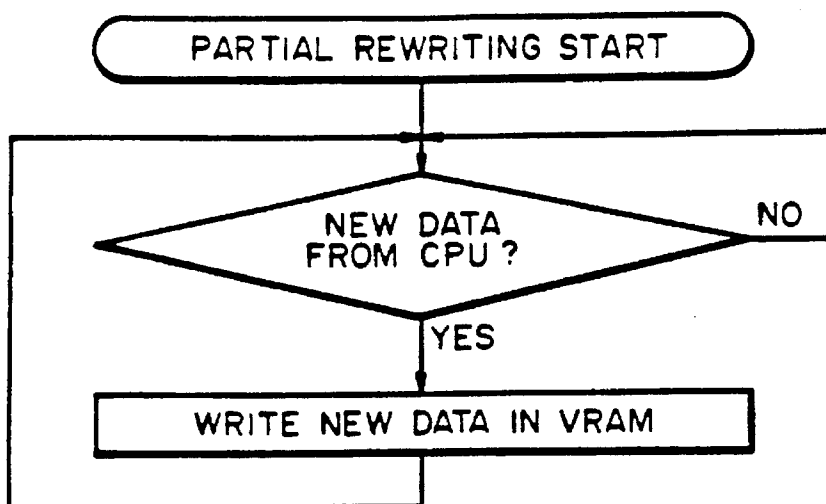 PARTIAL REWRITING START
NEW DATA
FROM CPU?
NO
YES
WRITE NEW DATA IN VRAM